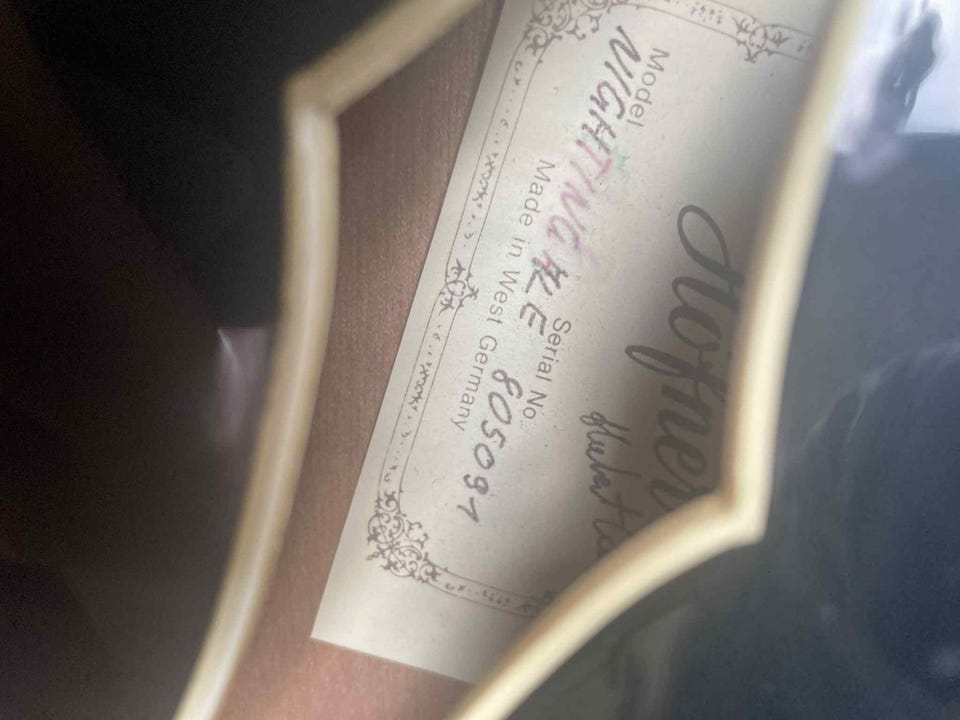 Höfner
Model NIGHTINGALE Serial No. 805091
Made in West Germany